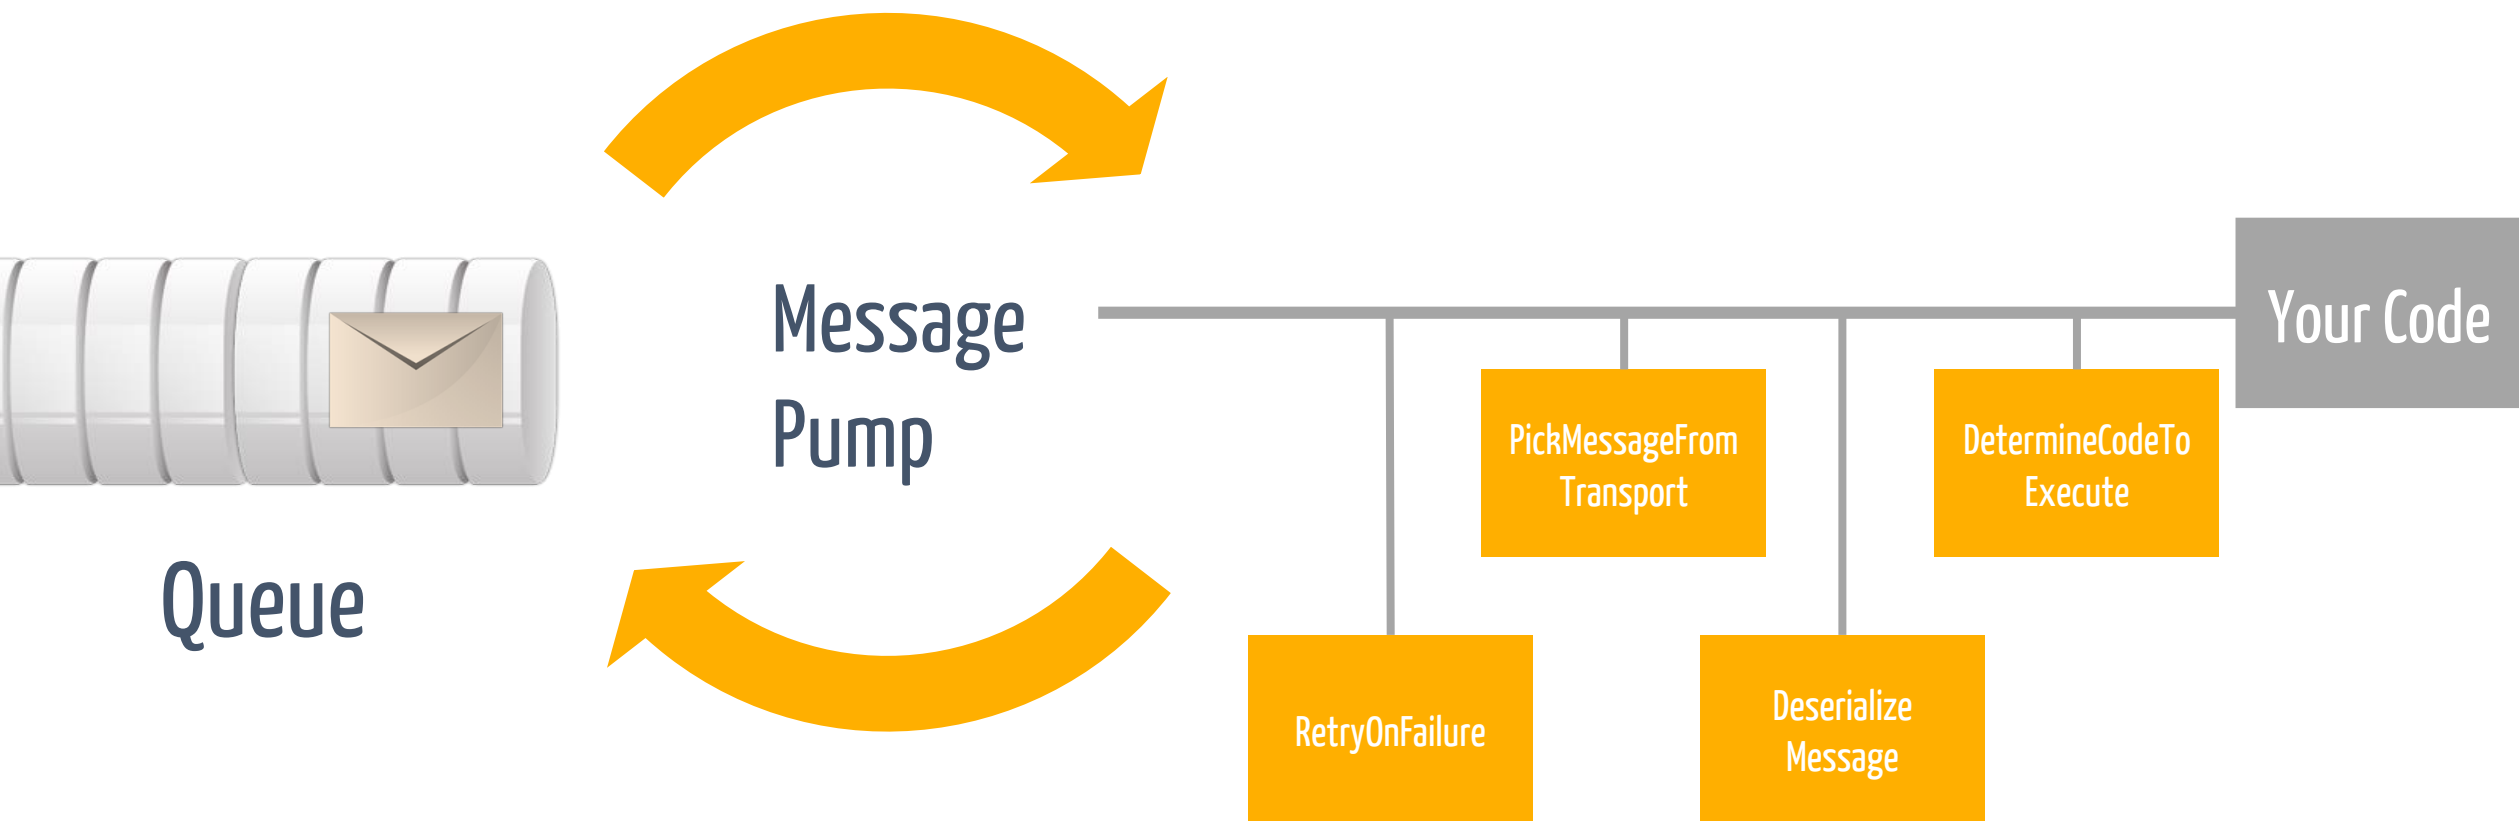 Queue
Message
Pump
RetryOnFailure
PickMessageFrom
Transport
Deserialize
Message
DetermineCodeTo
Execute
Your Code